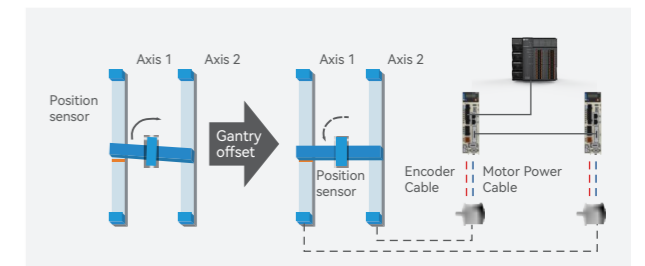 Axis 1
Axis 2
Position
sensor
Gantry
offset
Axis 1
Axis 2
Position
sensor
Encoder
Cable
Motor Power
Cable